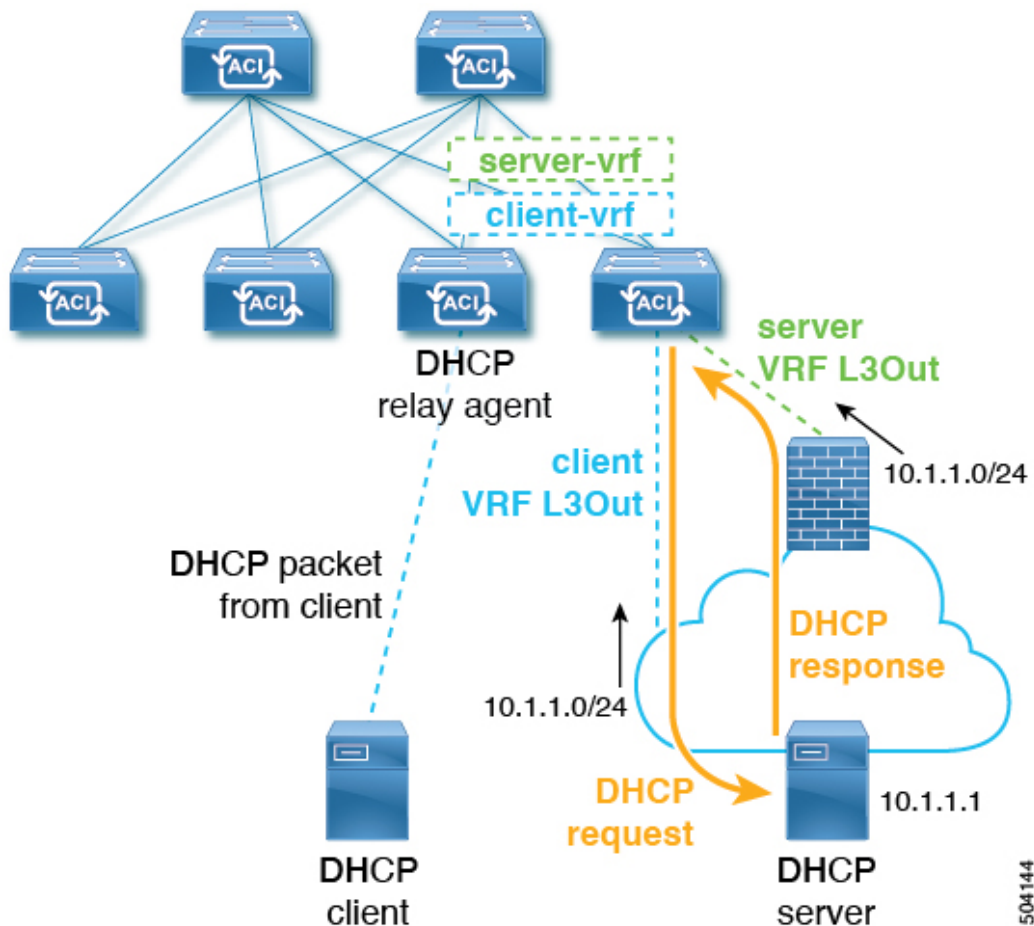 ACI
ACI
server-vrf
client-vrf
ACI
ACI
ACI
ACI
DHCP
relay agent
server
VRF L3Out
10.1.1.0/24
client
VRF L3Out
DHCP packet
from client
DHCP
response
10.1.1.0/24
DHCP
request
10.1.1.1
DHCP
client
DHCP
server
504144